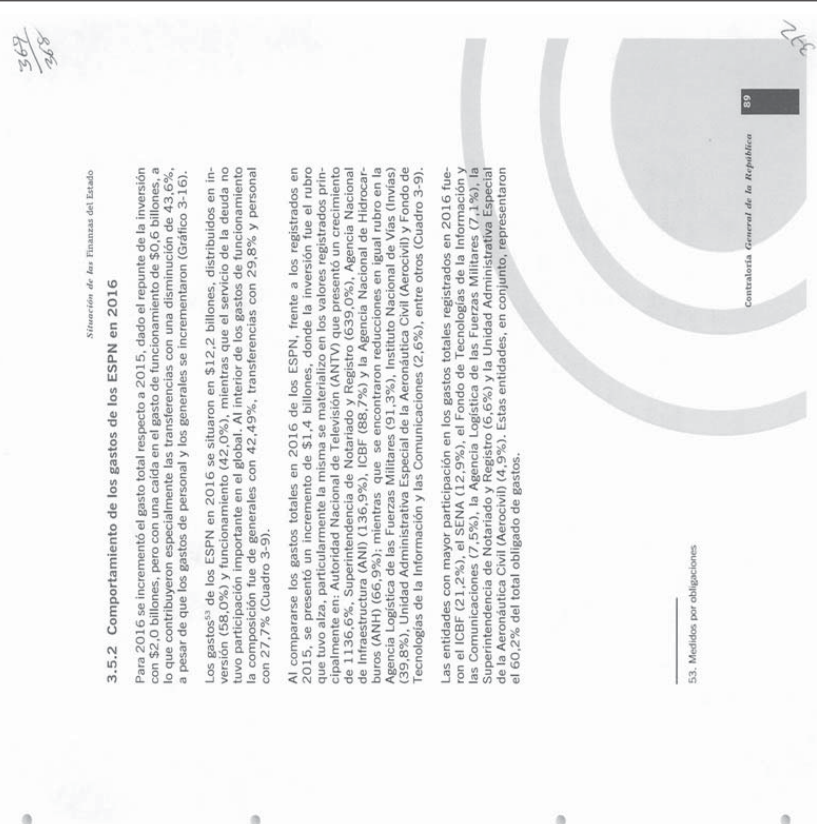 367
368
372
Situación de las Finanzas del Estado
3.5.2 Comportamiento de los gastos de los ESPN en 2016
Para 2016 se incrementó el gasto total respecto a 2015, dado el repunte de la inversión
con $2,0 billones, pero con una caída en el gasto de funcionamiento de $0,6 billones, a
lo que contribuyeron especialmente las transferencias con una disminución de 43,6%,
a pesar de que los gastos de personal y los generales se incrementaron (Gráfico 3-16).
Los gastos53 de los ESPN en 2016 se situaron en $12,2 billones, distribuidos en in-
versión (58,0%) y funcionamiento (42,0%), mientras que el servicio de la deuda no
tuvo participación importante en el global. Al interior de los gastos de funcionamiento
la composición fue de generales con 42,49%, transferencias con 29,8% y personal
con 27,7% (Cuadro 3-9).
Al compararse los gastos totales en 2016 de los ESPN, frente a los registrados en
2015, se presentó un incremento de $1,4 billones, donde la inversión fue el rubro
que tuvo alza, particularmente la misma se materializo en los valores registrados prin-
cipalmente en: Autoridad Nacional de Televisión (ANTV) que presentó un crecimiento
de 1136,6%, Superintendencia de Notariado y Registro (639,0%), Agencia Nacional
de Infraestructura (ANI) (136,9%), ICBF (88,7%) y la Agencia Nacional de Hidrocar-
buros (ANH) (66,9%); mientras que se encontraron reducciones en igual rubro en la
Agencia Logística de las Fuerzas Militares (91,3%), Instituto Nacional de Vías (Invías)
(39,8%), Unidad Administrativa Especial de la Aeronáutica Civil (Aerocivil) y Fondo de
Tecnologías de la Información y las Comunicaciones (2,6%), entre otros (Cuadro 3-9).
Las entidades con mayor participación en los gastos totales registrados en 2016 fue-
ron el ICBF (21,2%), el SENA (12,9%), el Fondo de Tecnologías de la Información y
las Comunicaciones (7,5%), la Agencia Logística de las Fuerzas Militares (7,1%), la
Superintendencia de Notariado y Registro (6,6%) y la Unidad Administrativa Especial
de la Aeronáutica Civil (Aerocivil) (4,9%). Estas entidades, en conjunto, representaron
el 60,2% del total obligado de gastos.
53. Medidos por obligaciones
Contraloría General de la República
89